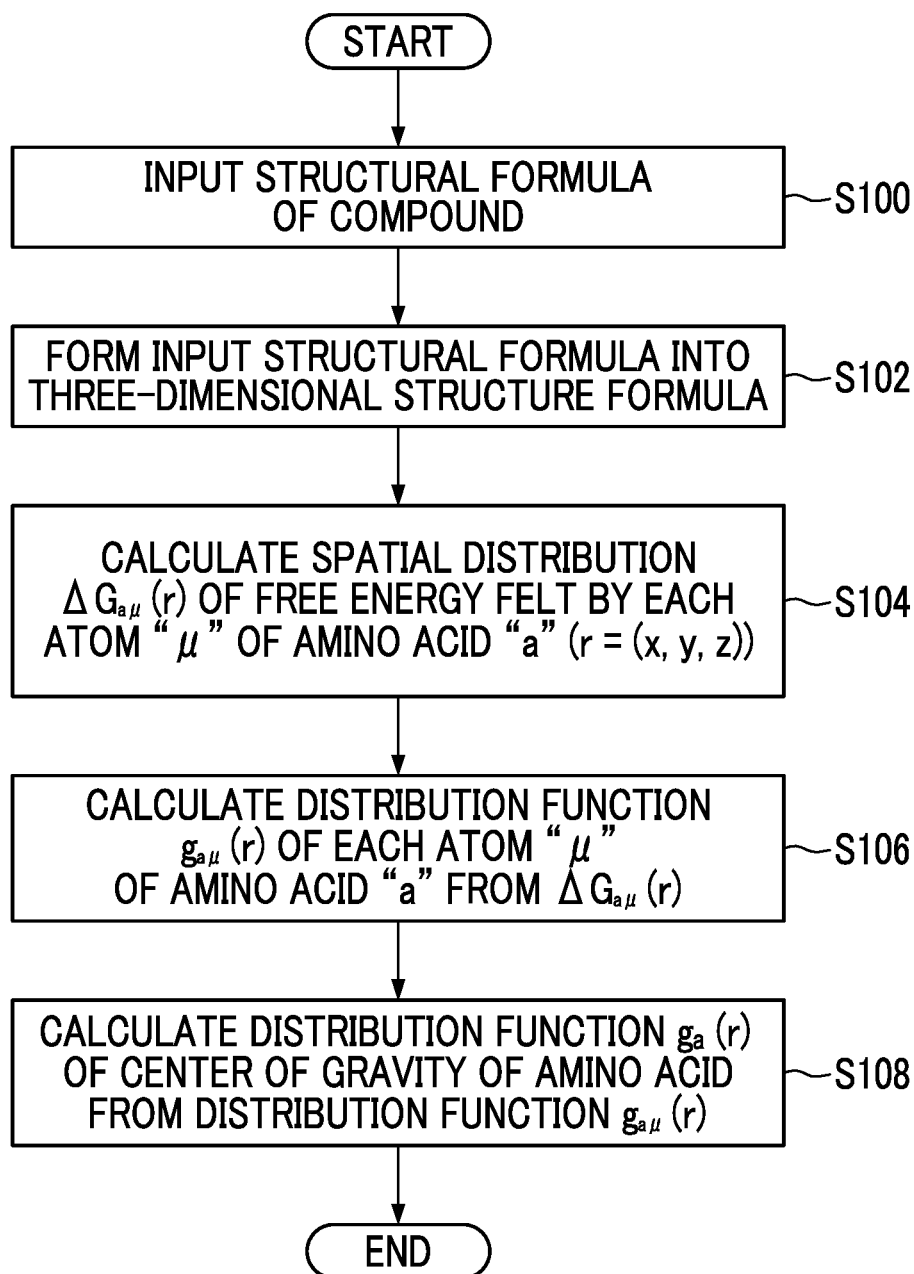 START
INPUT STRUCTURAL FORMULA
OF COMPOUND
S100
FORM INPUT STRUCTURAL FORMULA INTO
THREE-DIMENSIONAL STRUCTURE FORMULA
S102
CALCULATE SPATIAL DISTRIBUTION
ΔGaμ(r) OF FREE ENERGY FELT BY EACH
ATOM “μ” OF AMINO ACID “a” (r = (x, y, z))
S104
CALCULATE DISTRIBUTION FUNCTION
gaμ(r) OF EACH ATOM “μ”
OF AMINO ACID “a” FROM ΔGaμ(r)
S106
CALCULATE DISTRIBUTION FUNCTION ga(r)
OF CENTER OF GRAVITY OF AMINO ACID
FROM DISTRIBUTION FUNCTION gaμ(r)
S108
END